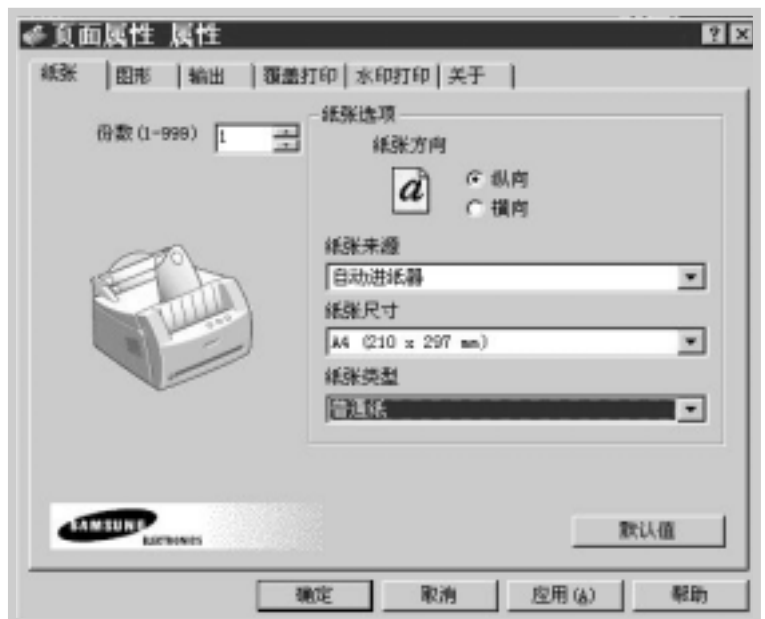 页面属性 属性
纸张 图形 输出 覆盖打印 水印打印 关于
份数(1-999) 1
纸张选项
纸张方向
a
纵向
横向
纸张来源
自动进纸器
纸张尺寸
A4 (210 x 297 mm)
纸张类型
普通纸
SAMSUNG
ELECTRONICS
默认值
确定 取消 应用(A) 帮助